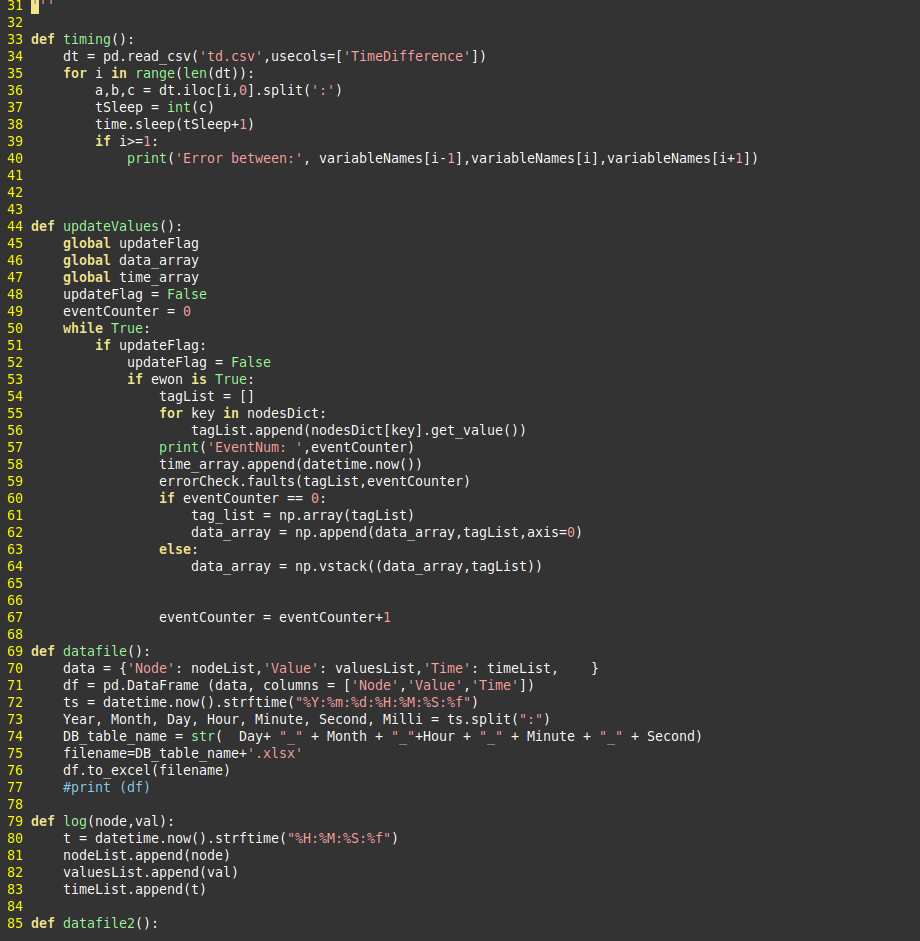 31 '''
32
33 def timing():
34     dt = pd.read_csv('td.csv',usecols=['TimeDifference'])
35     for i in range(len(dt)):
36         a,b,c = dt.iloc[i,0].split(':')
37         tSleep = int(c)
38         time.sleep(tSleep+1)
39         if i>=1:
40             print('Error between:', variableNames[i-1],variableNames[i],variableNames[i+1])
41
42
43
44 def updateValues():
45     global updateFlag
46     global data_array
47     global time_array
48     updateFlag = False
49     eventCounter = 0
50     while True:
51         if updateFlag:
52             updateFlag = False
53             if ewon is True:
54                 tagList = []
55                 for key in nodesDict:
56                     tagList.append(nodesDict[key].get_value())
57                 print('EventNum: ',eventCounter)
58                 time_array.append(datetime.now())
59                 errorCheck.faults(tagList,eventCounter)
60                 if eventCounter == 0:
61                     tag_list = np.array(tagList)
62                     data_array = np.append(data_array,tagList,axis=0)
63                 else:
64                     data_array = np.vstack((data_array,tagList))
65
66
67                 eventCounter = eventCounter+1
68
69 def datafile():
70     data = {'Node': nodeList,'Value': valuesList,'Time': timeList,    }
71     df = pd.DataFrame (data, columns = ['Node','Value','Time'])
72     ts = datetime.now().strftime("%Y:%m:%d:%H:%M:%S:%f")
73     Year, Month, Day, Hour, Minute, Second, Milli = ts.split(":")
74     DB_table_name = str(  Day+ "_" + Month + "_"+Hour + "_" + Minute + "_" + Second)
75     filename=DB_table_name+'.xlsx'
76     df.to_excel(filename)
77     #print (df)
78
79 def log(node,val):
80     t = datetime.now().strftime("%H:%M:%S:%f")
81     nodeList.append(node)
82     valuesList.append(val)
83     timeList.append(t)
84
85 def datafile2():